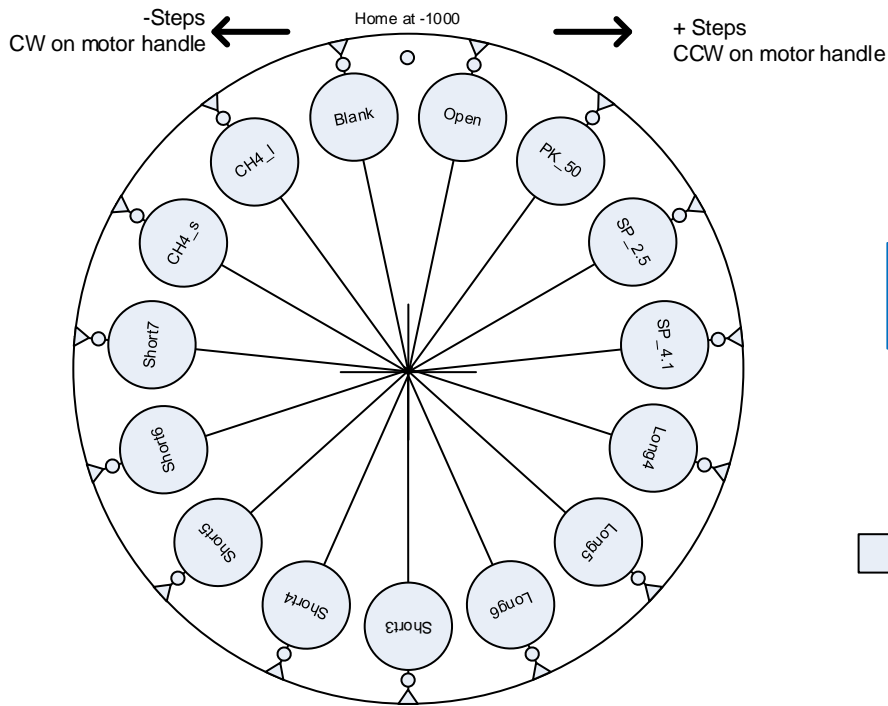 -Steps
CW on motor handle
Home at -1000
+ Steps
CCW on motor handle
Blank
Open
CH4_l
PK_50
CH4_s
SP_2.5
Short7
SP_4.1
Short6
Long4
Short5
Long5
Short4
Long6
Short3